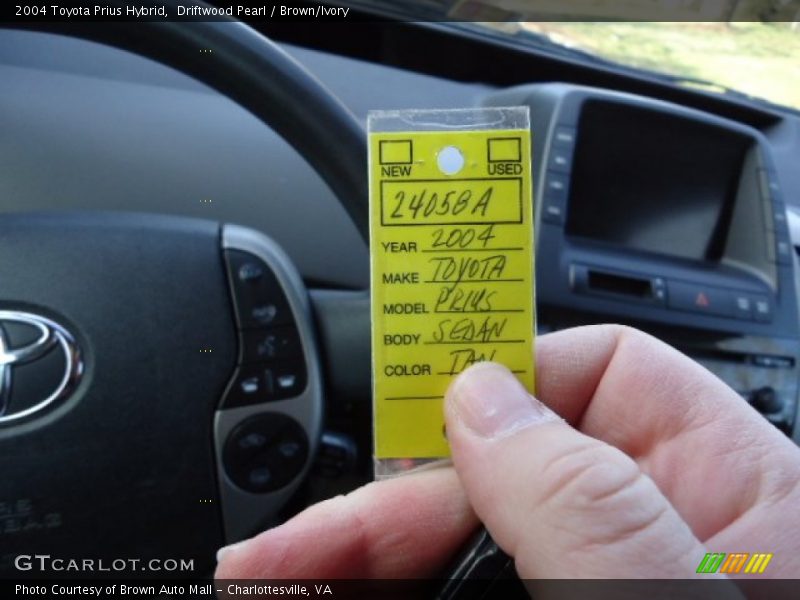 2004 Toyota Prius Hybrid,  Driftwood Pearl / Brown/Ivory
NEW USED
24058A
YEAR 2004
MAKE TOYOTA
MODEL PRIUS
BODY SEDAN
COLOR TAN
GTCARLOT.COM
Photo Courtesy of Brown Auto Mall - Charlottesville, VA